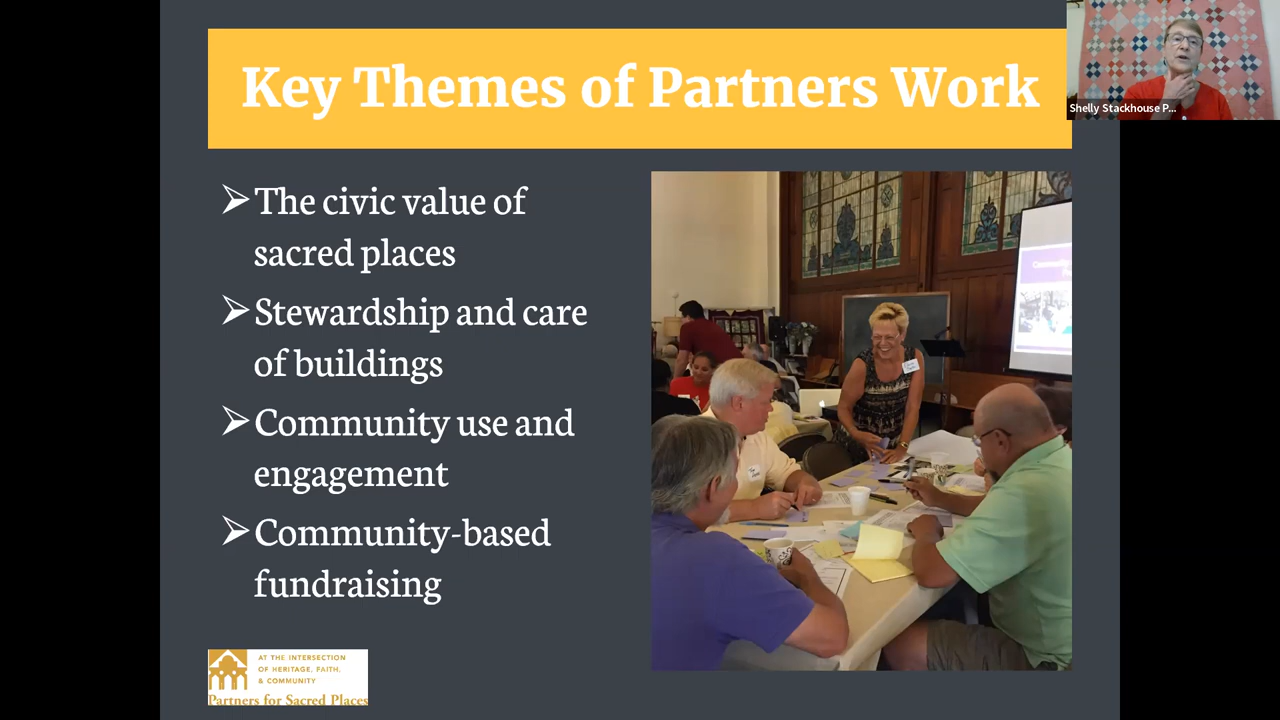 Key Themes of Partners Work
Shelly Stackhouse P...
➢The civic value of
sacred places
➢Stewardship and care
of buildings
➢Community use and
engagement
➢Community-based
fundraising
AT THE INTERSECTION
OF HERITAGE, FAITH,
& COMMUNITY
Partners for Sacred Places